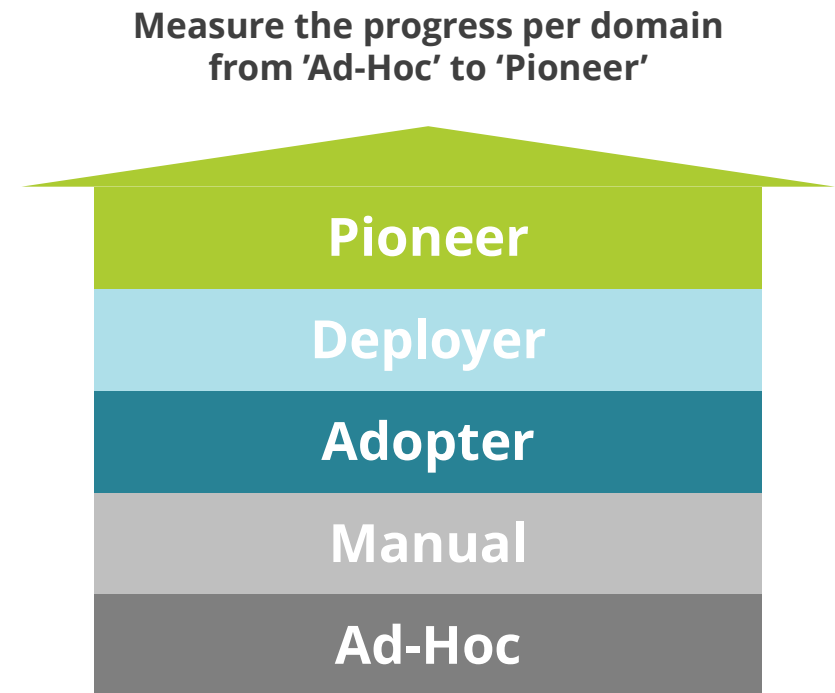 Measure the progress per domain
from ’Ad-Hoc’ to ‘Pioneer’
Pioneer
Deployer
Adopter
Manual
Ad-Hoc